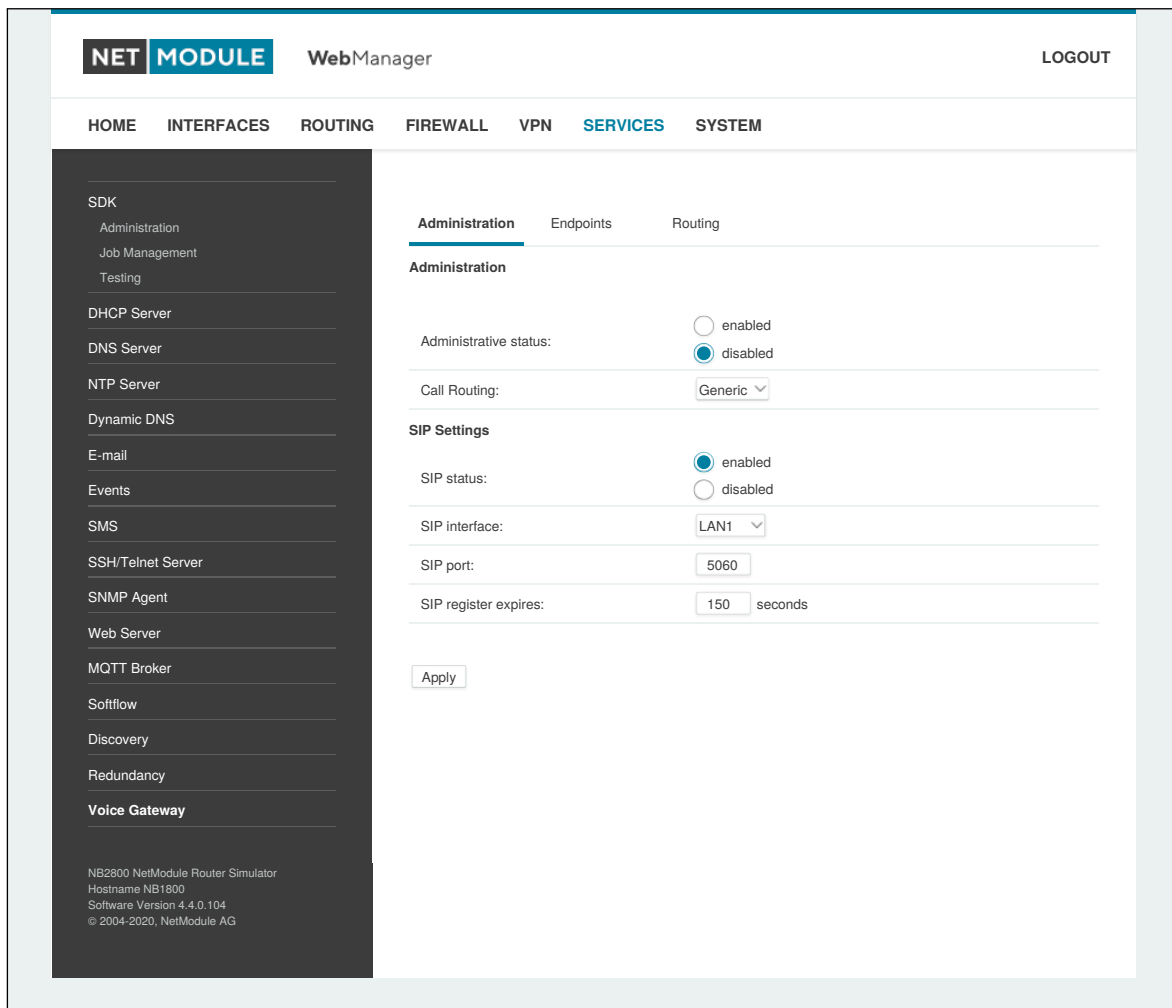 NET MODULE WebManager LOGOUT
HOME INTERFACES ROUTING FIREWALL VPN SERVICES SYSTEM
SDK
Administration
Job Management
Testing
DHCP Server
DNS Server
NTP Server
Dynamic DNS
E-mail
Events
SMS
SSH/Telnet Server
SNMP Agent
Web Server
MQTT Broker
Softflow
Discovery
Redundancy
Voice Gateway
NB2800 NetModule Router Simulator
Hostname NB1800
Software Version 4.4.0.104
© 2004-2020, NetModule AG
Administration Endpoints Routing
Administration
Administrative status:
enabled
disabled
Call Routing: Generic
SIP Settings
SIP status:
enabled
disabled
SIP interface: LAN1
SIP port: 5060
SIP register expires: 150 seconds
Apply